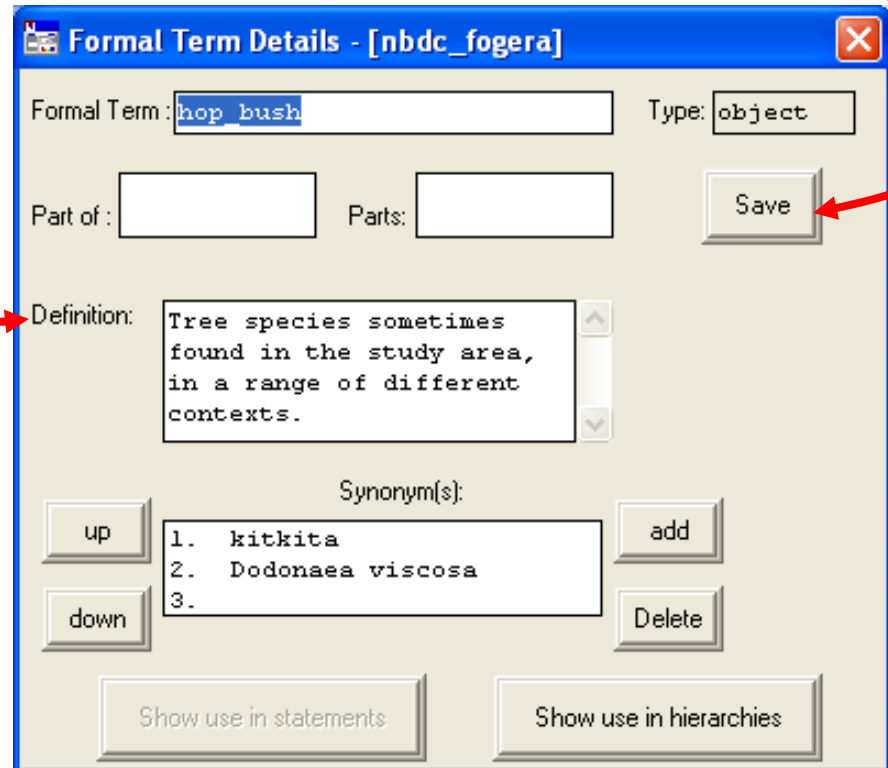 Formal Term Details - [nbdc_fogera]
Formal Term : hop_bush Type: object
Part of : Parts: Save
Definition: Tree species sometimes
found in the study area,
in a range of different
contexts.
Synonym(s):
up add
1. kitkita
2. Dodonaea viscosa
3.
down Delete
Show use in statements Show use in hierarchies